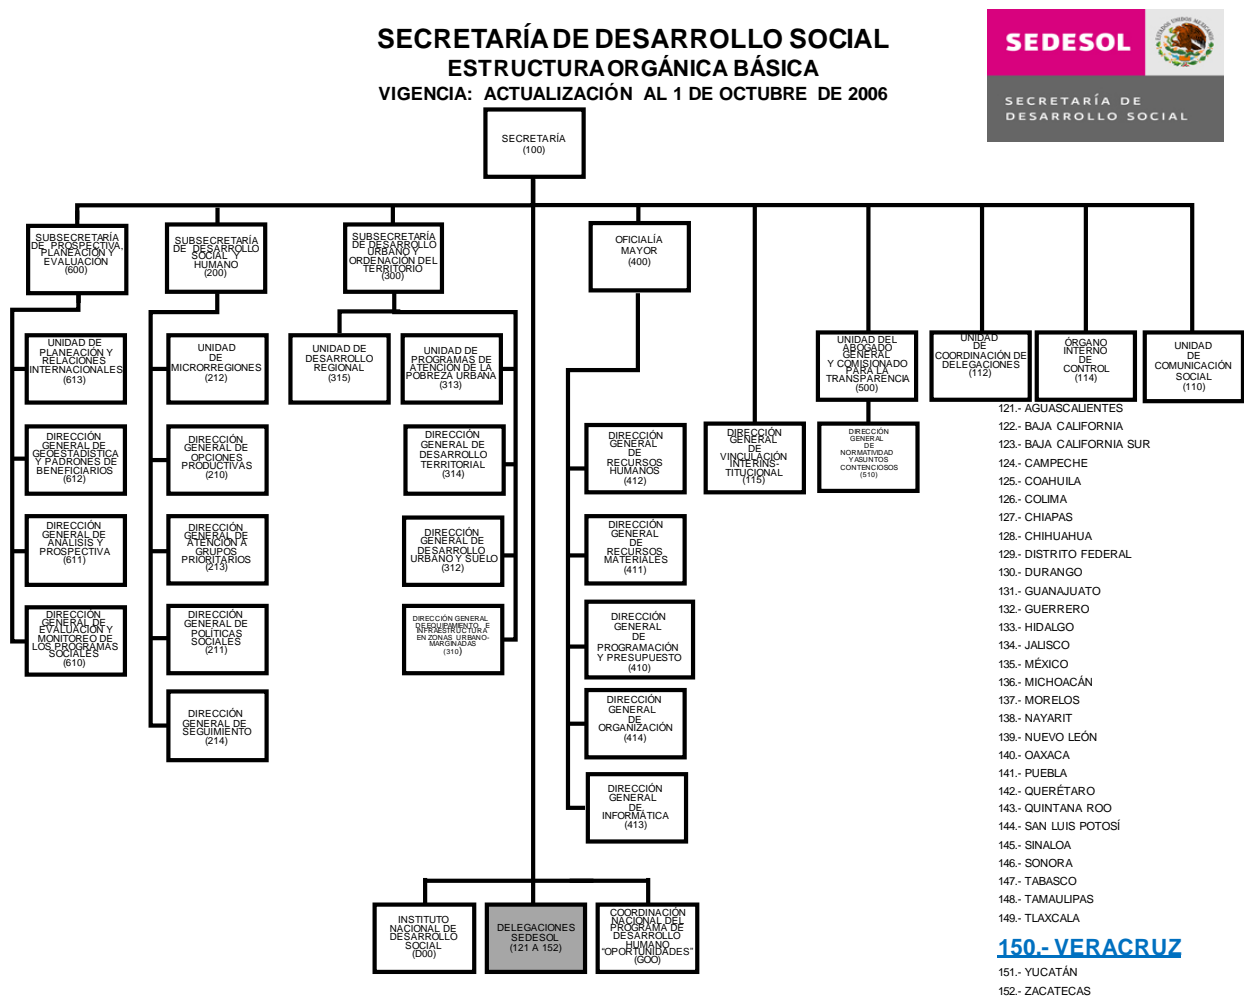 SECRETARÍA DE DESARROLLO SOCIAL
ESTRUCTURA ORGÁNICA BÁSICA
VIGENCIA: ACTUALIZACIÓN AL 1 DE OCTUBRE DE 2006
SEDESOL
ESTADOS UNIDOS MEXICANOS
SECRETARÍA DE
DESARROLLO SOCIAL
SECRETARÍA
(100)
SUBSECRETARÍA
DE PROSPECTIVA,
PLANEACIÓN Y
EVALUACIÓN
(600)
SUBSECRETARÍA
DE DESARROLLO
SOCIAL Y
HUMANO
(200)
SUBSECRETARÍA
DE DESARROLLO
URBANO Y
ORDENACIÓN DEL
TERRITORIO
(300)
OFICIALÍA
MAYOR
(400)
UNIDAD DE
PLANEACIÓN Y
RELACIONES
INTERNACIONALES
(613)
UNIDAD
DE
MICRORREGIONES
(212)
UNIDAD DE
DESARROLLO
REGIONAL
(315)
UNIDAD DE
PROGRAMAS DE
ATENCIÓN DE LA
POBREZA URBANA
(313)
UNIDAD DEL
ABOGADO
GENERAL
Y COMISIONADO
PARA LA
TRANSPARENCIA
(500)
UNIDAD
DE
COORDINACIÓN DE
DELEGACIONES
(112)
ÓRGANO
INTERNO
DE
CONTROL
(114)
UNIDAD
DE
COMUNICACIÓN
SOCIAL
(110)
DIRECCIÓN
GENERAL DE
GEOESTADÍSTICA
Y PADRONES DE
BENEFICIARIOS
(612)
DIRECCIÓN
GENERAL DE
OPCIONES
PRODUCTIVAS
(210)
DIRECCIÓN
GENERAL DE
DESARROLLO
TERRITORIAL
(314)
DIRECCIÓN
GENERAL
DE
RECURSOS
HUMANOS
(412)
DIRECCIÓN
GENERAL
DE
VINCULACIÓN
INTERINS-
TITUCIONAL
(115)
DIRECCIÓN
GENERAL
DE
NORMATIVIDAD
Y ASUNTOS
CONTENCIOSOS
(510)
DIRECCIÓN
GENERAL DE
ANÁLISIS Y
PROSPECTIVA
(611)
DIRECCIÓN
GENERAL DE
ATENCIÓN A
GRUPOS
PRIORITARIOS
(213)
DIRECCIÓN
GENERAL DE
DESARROLLO
URBANO Y SUELO
(312)
DIRECCIÓN
GENERAL
DE
RECURSOS
MATERIALES
(411)
DIRECCIÓN
GENERAL DE
EVALUACIÓN Y
MONITOREO DE
LOS PROGRAMAS
SOCIALES
(610)
DIRECCIÓN
GENERAL DE
POLÍTICAS
SOCIALES
(211)
DIRECCIÓN GENERAL
DE EQUIPAMIENTO E
INFRAESTRUCTURA
EN ZONAS URBANO-
MARGINADAS
(310)
DIRECCIÓN
GENERAL
DE
PROGRAMACIÓN
Y PRESUPUESTO
(410)
DIRECCIÓN
GENERAL DE
SEGUIMIENTO
(214)
DIRECCIÓN
GENERAL
DE
ORGANIZACIÓN
(414)
DIRECCIÓN
GENERAL
DE
INFORMÁTICA
(413)
INSTITUTO
NACIONAL DE
DESARROLLO
SOCIAL
(D00)
DELEGACIONES
SEDESOL
(121 A 152)
COORDINACIÓN
NACIONAL DEL
PROGRAMA DE
DESARROLLO
HUMANO
"OPORTUNIDADES"
(GOO)
121.- AGUASCALIENTES
122.- BAJA CALIFORNIA
123.- BAJA CALIFORNIA SUR
124.- CAMPECHE
125.- COAHUILA
126.- COLIMA
127.- CHIAPAS
128.- CHIHUAHUA
129.- DISTRITO FEDERAL
130.- DURANGO
131.- GUANAJUATO
132.- GUERRERO
133.- HIDALGO
134.- JALISCO
135.- MÉXICO
136.- MICHOACÁN
137.- MORELOS
138.- NAYARIT
139.- NUEVO LEÓN
140.- OAXACA
141.- PUEBLA
142.- QUERÉTARO
143.- QUINTANA ROO
144.- SAN LUIS POTOSÍ
145.- SINALOA
146.- SONORA
147.- TABASCO
148.- TAMAULIPAS
149.- TLAXCALA
150.- VERACRUZ
151.- YUCATÁN
152.- ZACATECAS